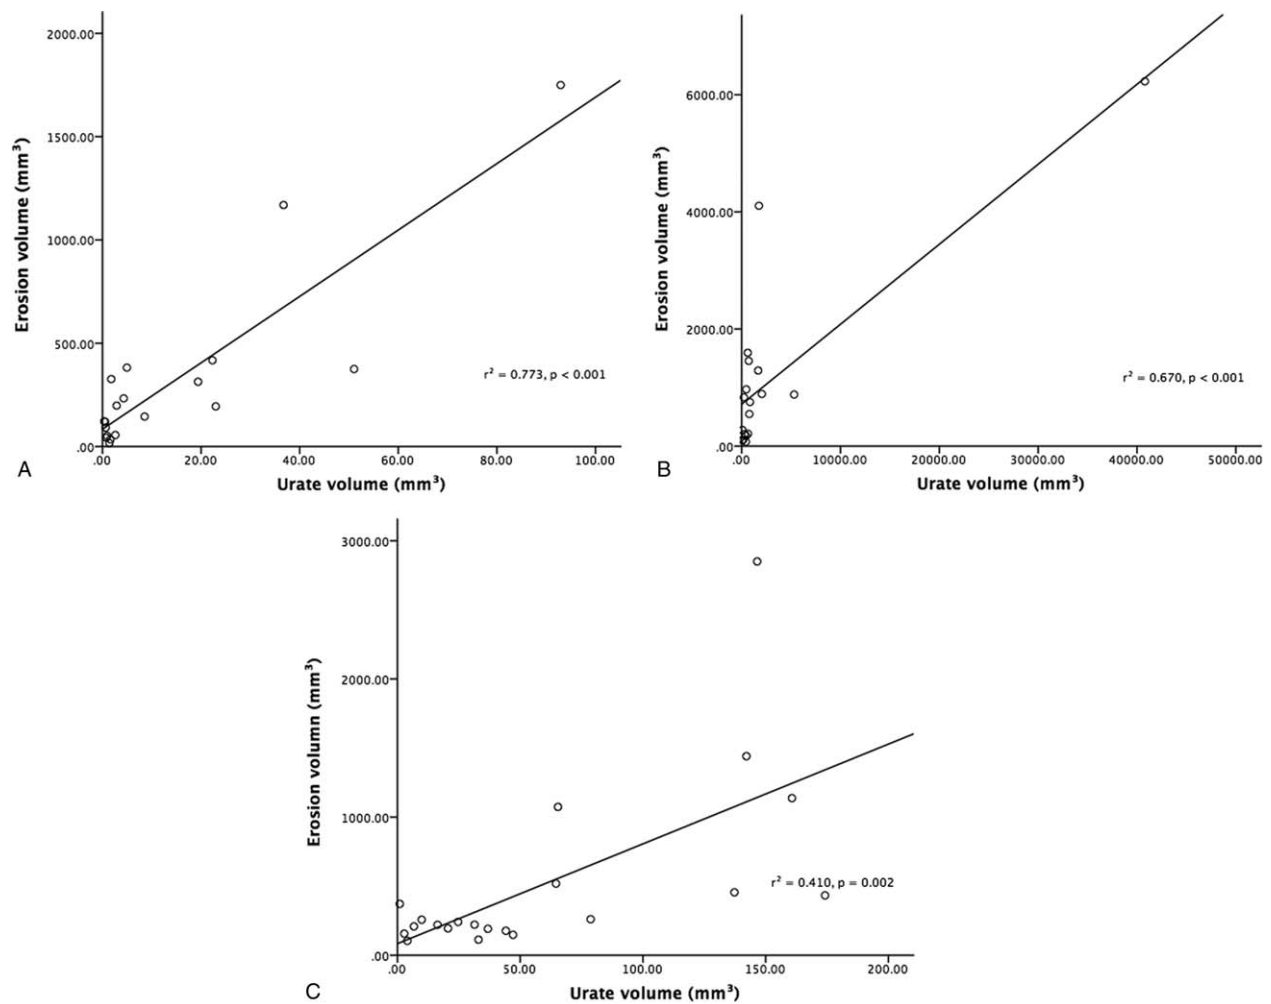 2000.00
1500.00
1000.00
500.00
.00
Erosion volume (mm³)
r² = 0.773, p < 0.001
.00 20.00 40.00 60.00 80.00 100.00
Urate volume (mm³)
A
6000.00
4000.00
2000.00
.00
Erosion volume (mm³)
r² = 0.670, p < 0.001
.00 10000.00 20000.00 30000.00 40000.00 50000.00
Urate volume (mm³)
B
3000.00
2000.00
1000.00
.00
Erosion volumn (mm³)
r² = 0.410, p = 0.002
.00 50.00 100.00 150.00 200.00
Urate volume (mm³)
C